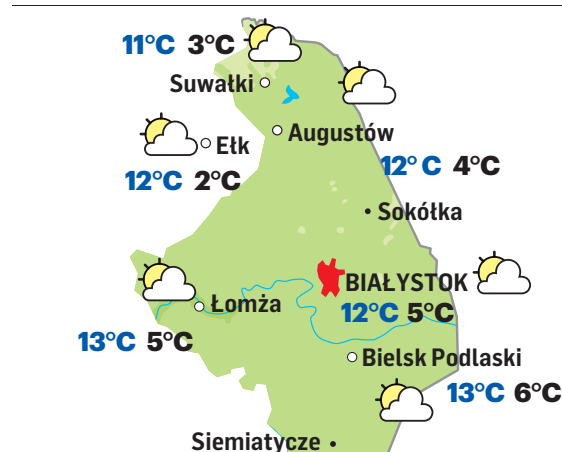 11°C 3°C
Suwałki
Augustów
Ełk
12°C 2°C
12°C 4°C
Sokółka
BIAŁYSTOK
12°C 5°C
Łomża
13°C 5°C
Bielsk Podlaski
13°C 6°C
Siemiatycze